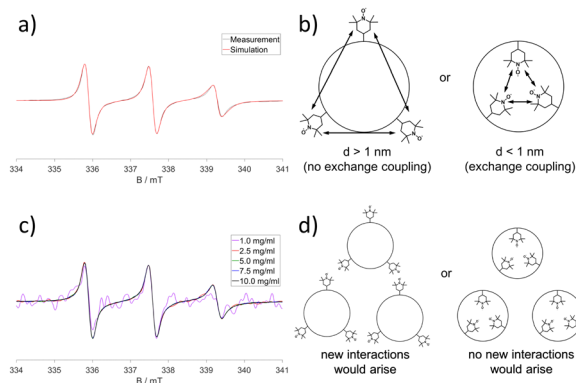 a)
Measurement
Simulation
334 335 336 337 338 339 340 341
B / mT
b)
or
d > 1 nm
(no exchange coupling)
d < 1 nm
(exchange coupling)
c)
1.0 mg/ml
2.5 mg/ml
5.0 mg/ml
7.5 mg/ml
10.0 mg/ml
334 335 336 337 338 339 340 341
B / mT
d)
or
new interactions
would arise
no new interactions
would arise